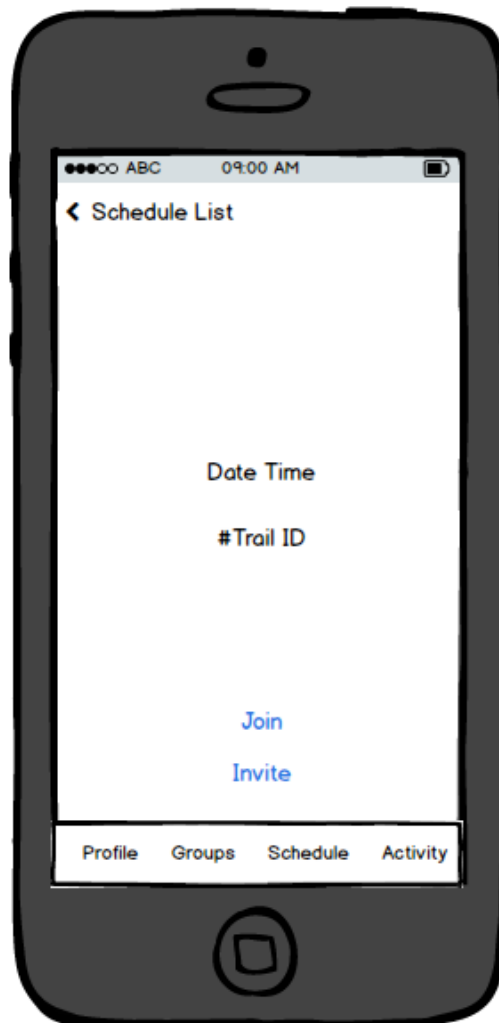 ABC 09:00 AM
Schedule List
Date Time
#Trail ID
Join
Invite
Profile Groups Schedule Activity